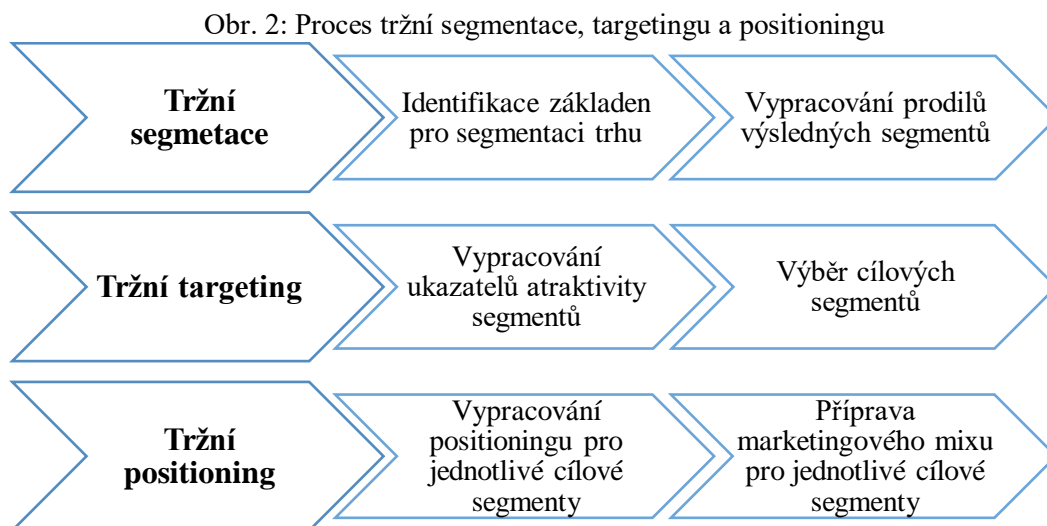 Obr. 2: Proces tržní segmentace, targetingu a positioningu
Tržní
segmetace
Identifikace základen
pro segmentaci trhu
Vypracování prodilů
výsledných segmentů
Tržní targeting
Vypracování
ukazatelů atraktivity
segmentů
Výběr cílových
segmentů
Tržní
positioning
Vypracování
positioningu pro
jednotlivé cílové
segmenty
Příprava
marketingového mixu
pro jednotlivé cílové
segmenty